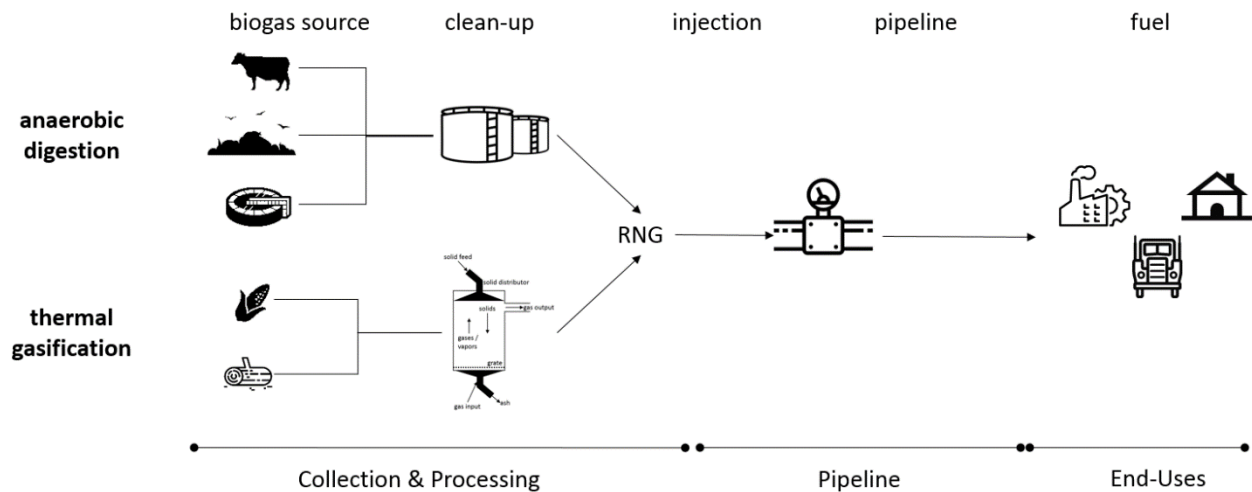 biogas source
clean-up
injection
pipeline
fuel
anaerobic
digestion
RNG
thermal
gasification
solid feed
solid distributor
solids
gas output
gases /
vapors
grate
gas input
ash
Collection & Processing
Pipeline
End-Uses